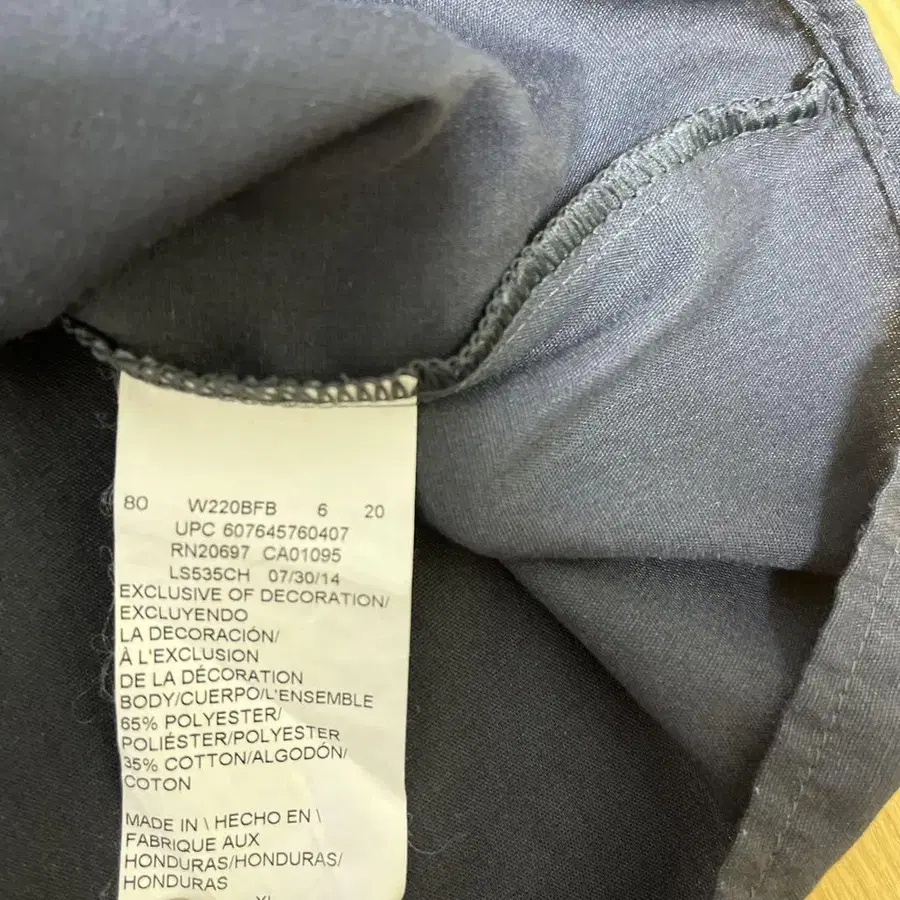 80 W220BFB 6 20
UPC 607645760407
RN20697 CA01095
LS535CH 07/30/14
EXCLUSIVE OF DECORATION/
EXCLUYENDO
LA DECORACIÓN/
À L'EXCLUSION
DE LA DÉCORATION
BODY/CUERPO/L'ENSEMBLE
65% POLYESTER/
POLIÉSTER/POLYESTER
35% COTTON/ALGODÓN/
COTON
MADE IN \ HECHO EN \
FABRIQUE AUX
HONDURAS/HONDURAS/
HONDURAS